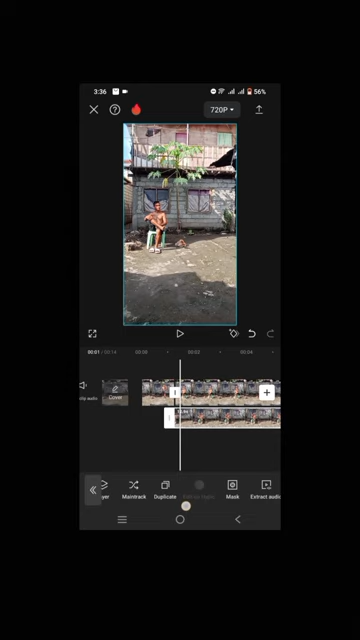 3:36
56%
720P
00:01 / 00:14
00:00
00:02
00:04
Cover
Maintrack
Duplicate
Mask
Extract audio